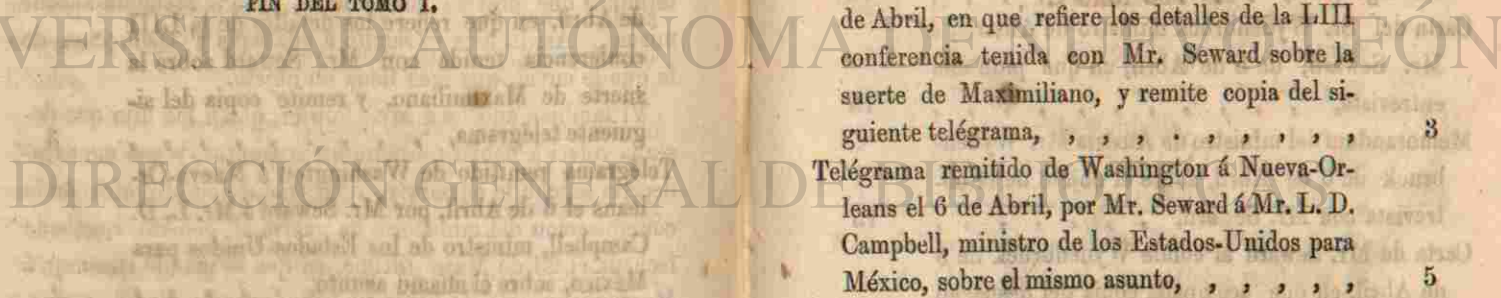 FIN DEL TOMO I.
de Abril, en que refiere los detalles de la LIII
conferencia tenida con Mr. Seward sobre la
suerte de Maximiliano, y remite copia del si-
guiente telégrama, , , , . , , , , , 3
Telégrama remitido de Washington á Nueva-Or-
leans el 6 de Abril, por Mr. Seward á Mr. L. D.
Campbell, ministro de los Estados-Unidos para
México, sobre el mismo asunto, , , , , , 5
VERSIDAD AUTÓNOMA DE NUEVO LEÓN
DIRECCIÓN GENERAL DE BIBLIOTECAS